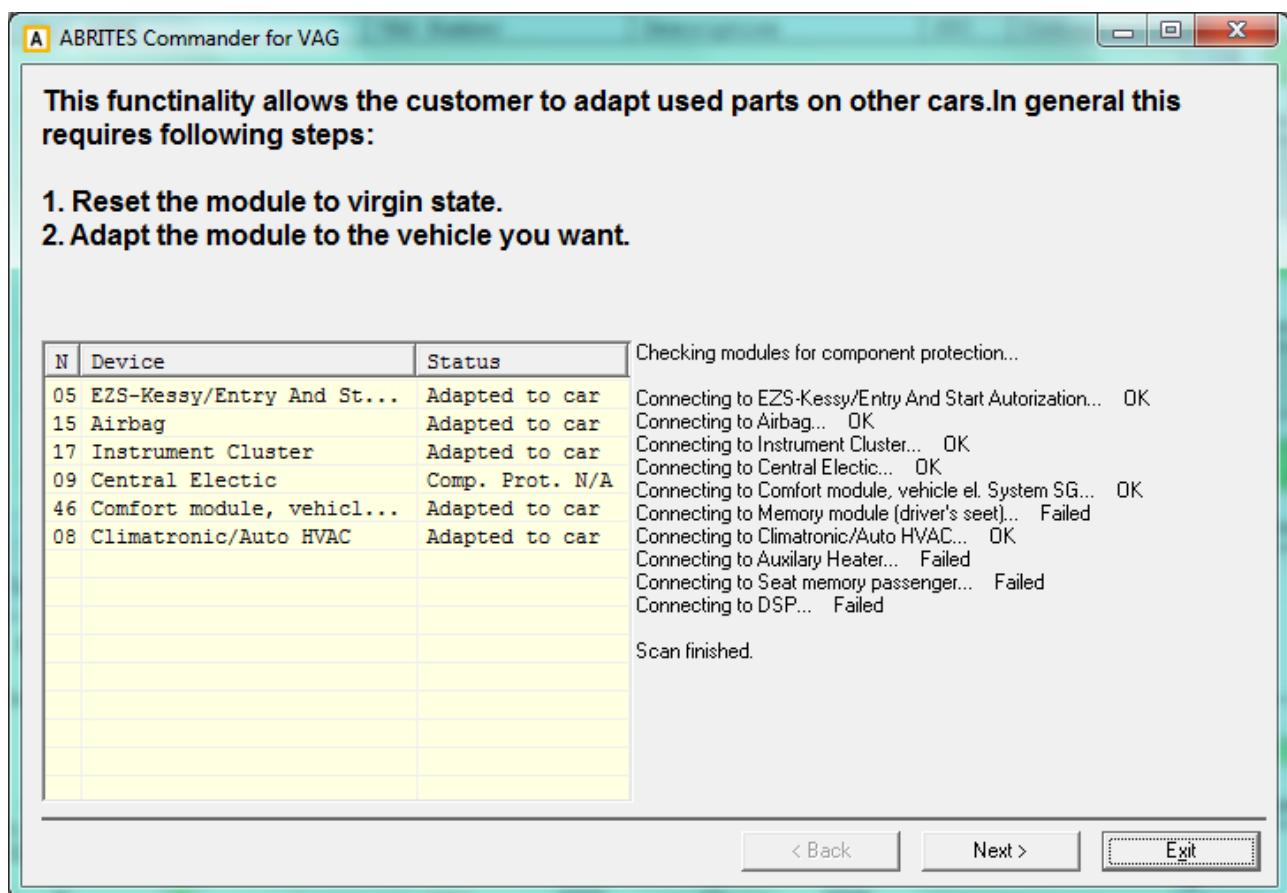 A ABRITES Commander for VAG
This functinality allows the customer to adapt used parts on other cars.In general this
requires following steps:
1. Reset the module to virgin state.
2. Adapt the module to the vehicle you want.
N Device Status
05 EZS-Kessy/Entry And St... Adapted to car
15 Airbag Adapted to car
17 Instrument Cluster Adapted to car
09 Central Electic Comp. Prot. N/A
46 Comfort module, vehicl... Adapted to car
08 Climatronic/Auto HVAC Adapted to car
Checking modules for component protection...
Connecting to EZS-Kessy/Entry And Start Autorization... OK
Connecting to Airbag... OK
Connecting to Instrument Cluster... OK
Connecting to Central Electic... OK
Connecting to Comfort module, vehicle el. System SG... OK
Connecting to Memory module (driver's seet)... Failed
Connecting to Climatronic/Auto HVAC... OK
Connecting to Auxilary Heater... Failed
Connecting to Seat memory passenger... Failed
Connecting to DSP... Failed
Scan finished.
< Back Next > Exit